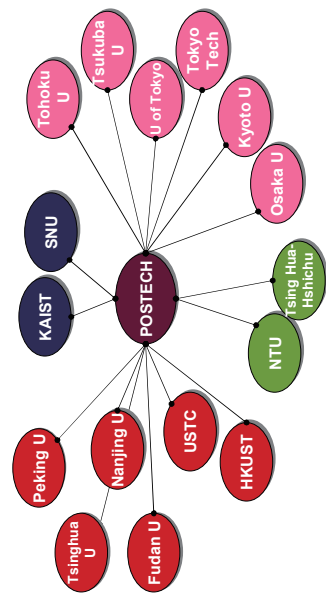 Tohoku
U
Tsukuba
U
U of Tokyo
Tokyo
Tech
Kyoto U
Osaka U
SNU
KAIST
POSTECH
Tsing Hua-
Hshichu
NTU
Peking U
Nanjing U
USTC
HKUST
Tsinghua
U
Fudan U